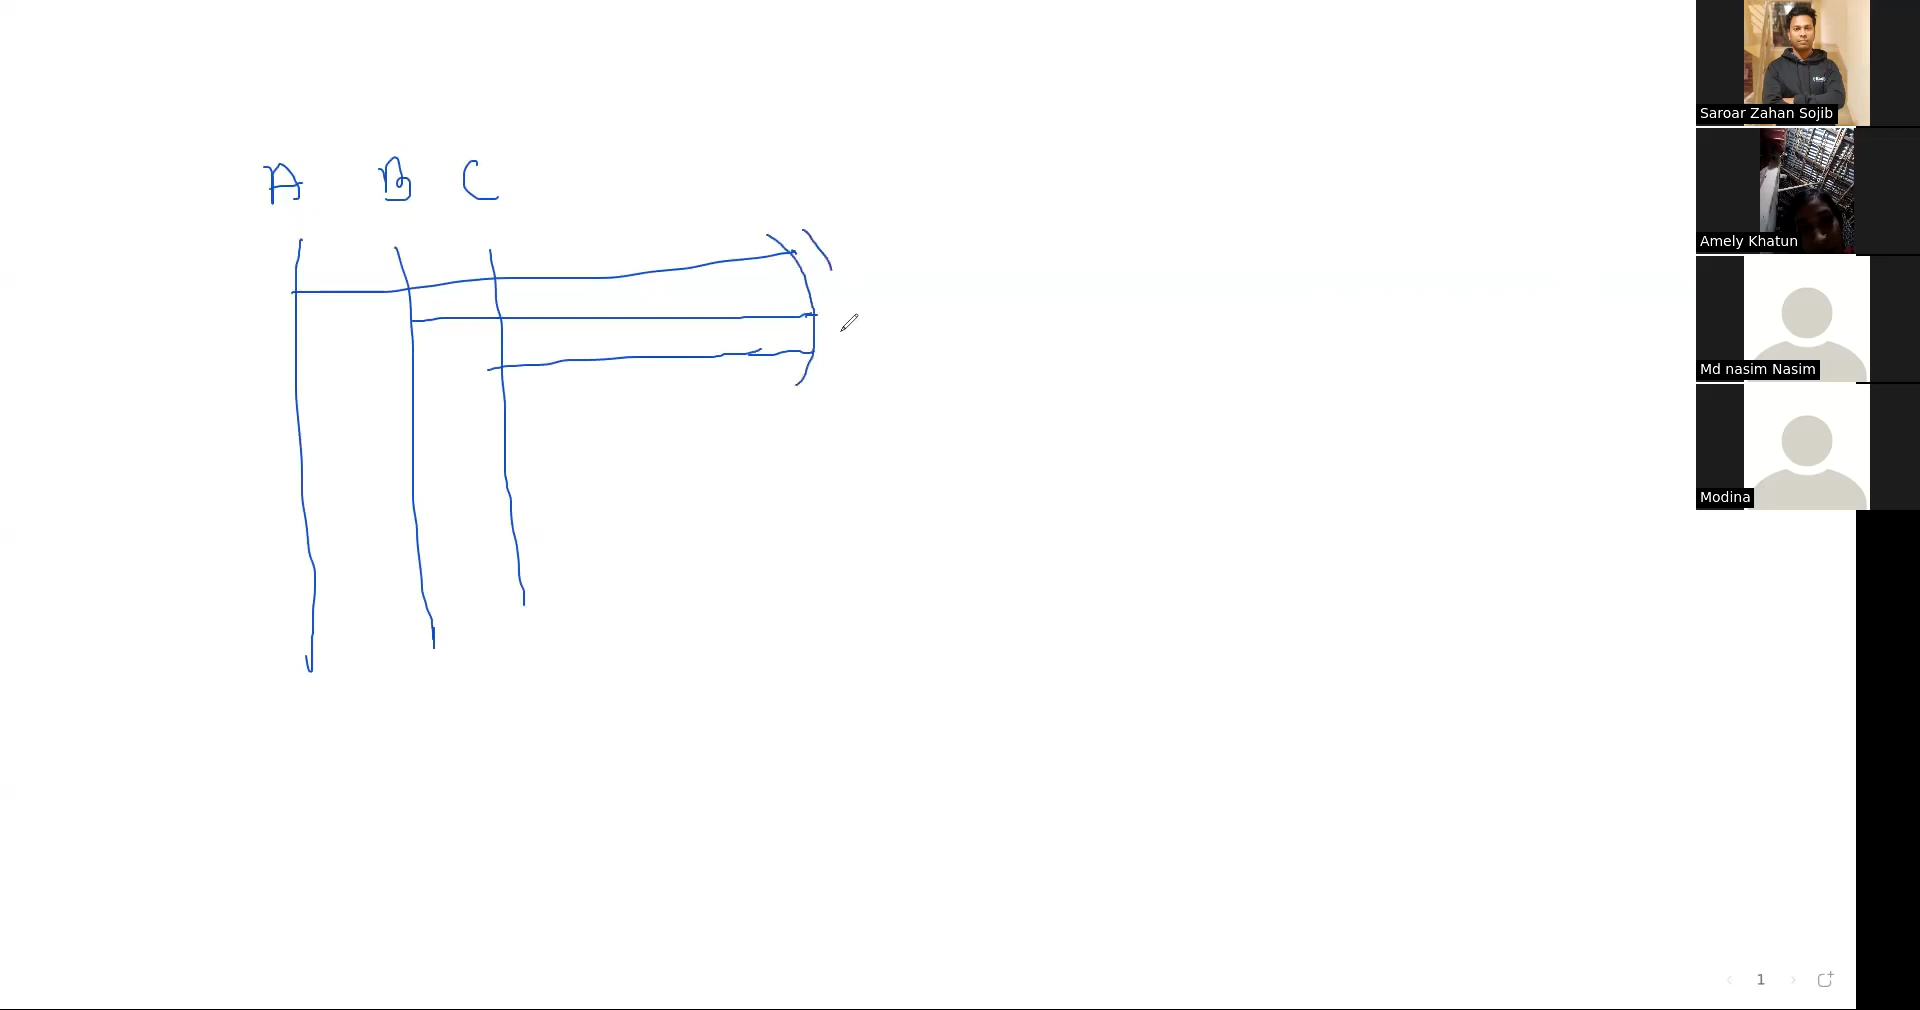 A B C
Saroar Zahan Sojib
Amely Khatun
Md nasim Nasim
Modina
1